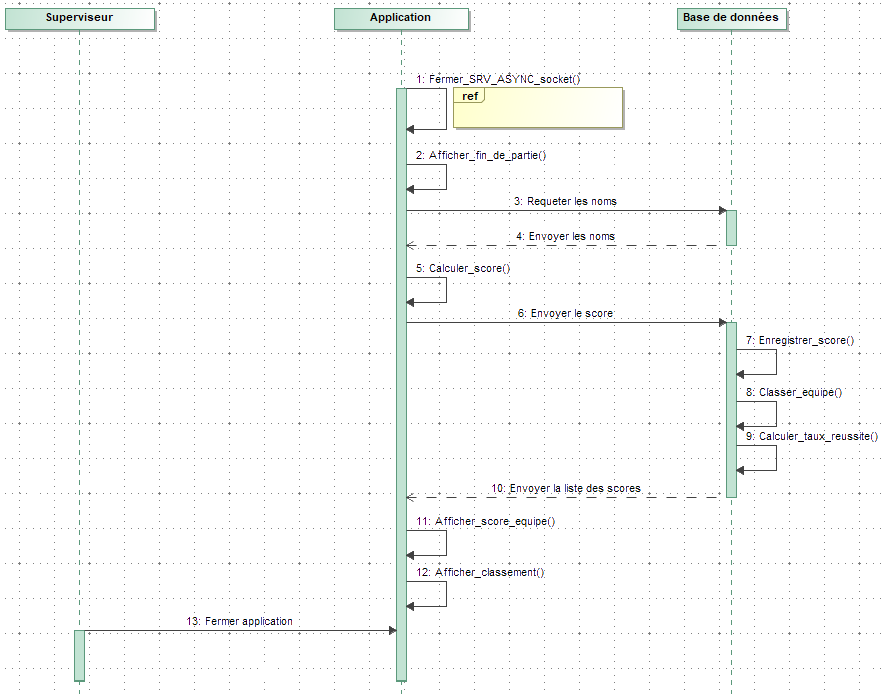 Superviseur
Application
Base de données
1: Fermer_SRV_ASYNC_socket()
ref
2: Afficher_fin_de_partie()
3: Requeter les noms
4: Envoyer les noms
5: Calculer_score()
6: Envoyer le score
7: Enregistrer_score()
8: Classer_equipe()
9: Calculer_taux_reussite()
10: Envoyer la liste des scores
11: Afficher_score_equipe()
12: Afficher_classement()
13: Fermer application